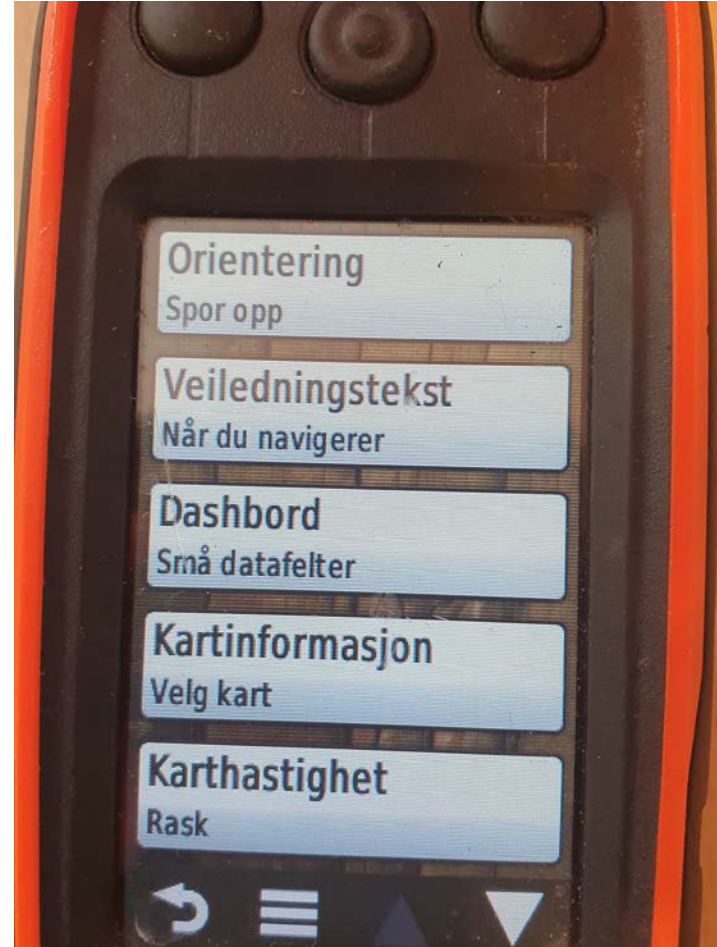 Orientering
Spor opp
Veiledningstekst
Når du navigerer
Dashbord
Små datafelter
Kartinformasjon
Velg kart
Karthastighet
Rask